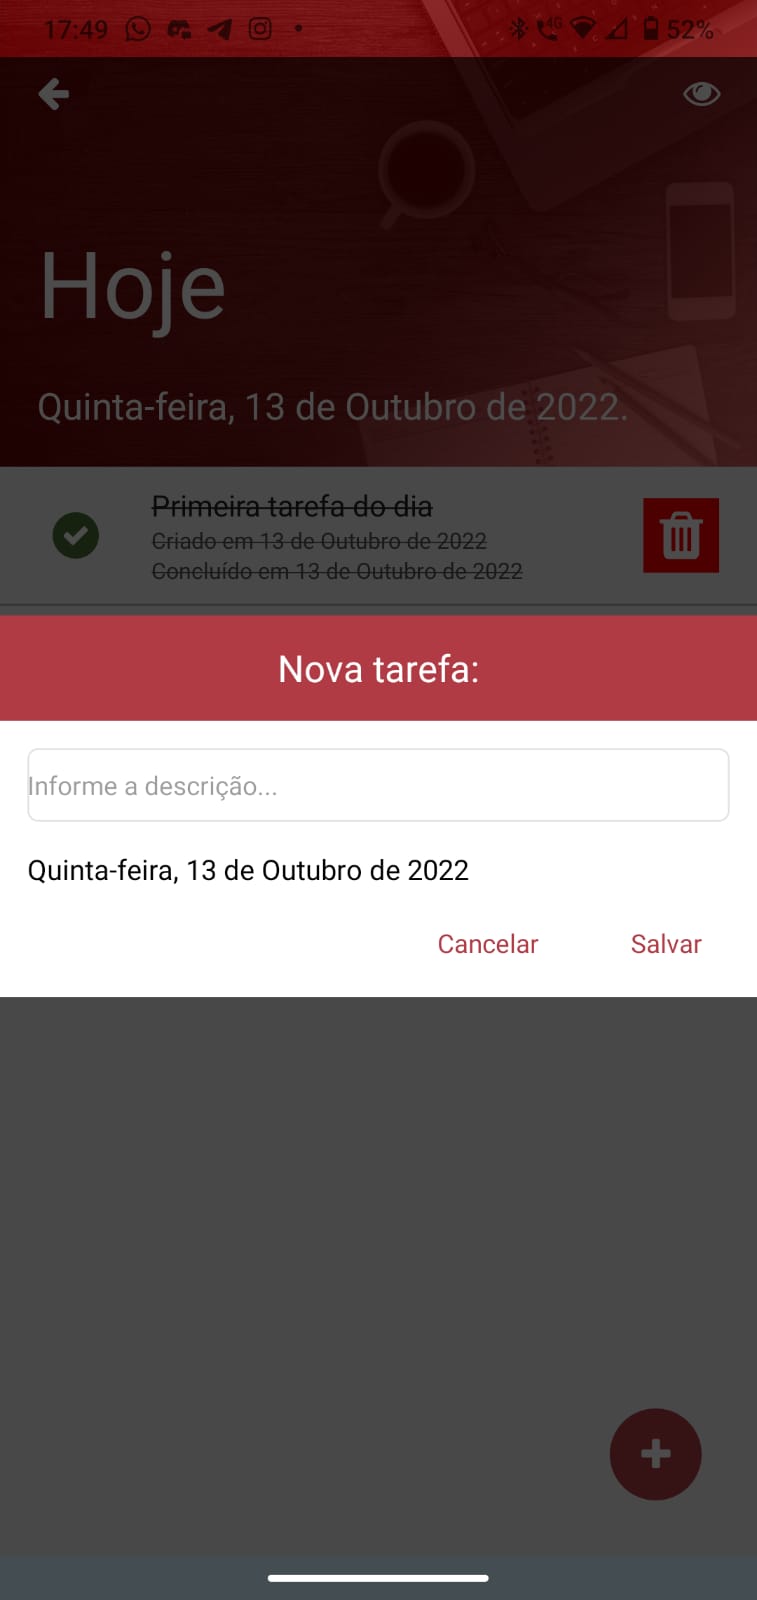 17:49 4G 52%
Hoje
Quinta-feira, 13 de Outubro de 2022.
Primeira tarefa do dia
Criado em 13 de Outubro de 2022
Concluído em 13 de Outubro de 2022
Nova tarefa:
Informe a descrição...
Quinta-feira, 13 de Outubro de 2022
Cancelar Salvar